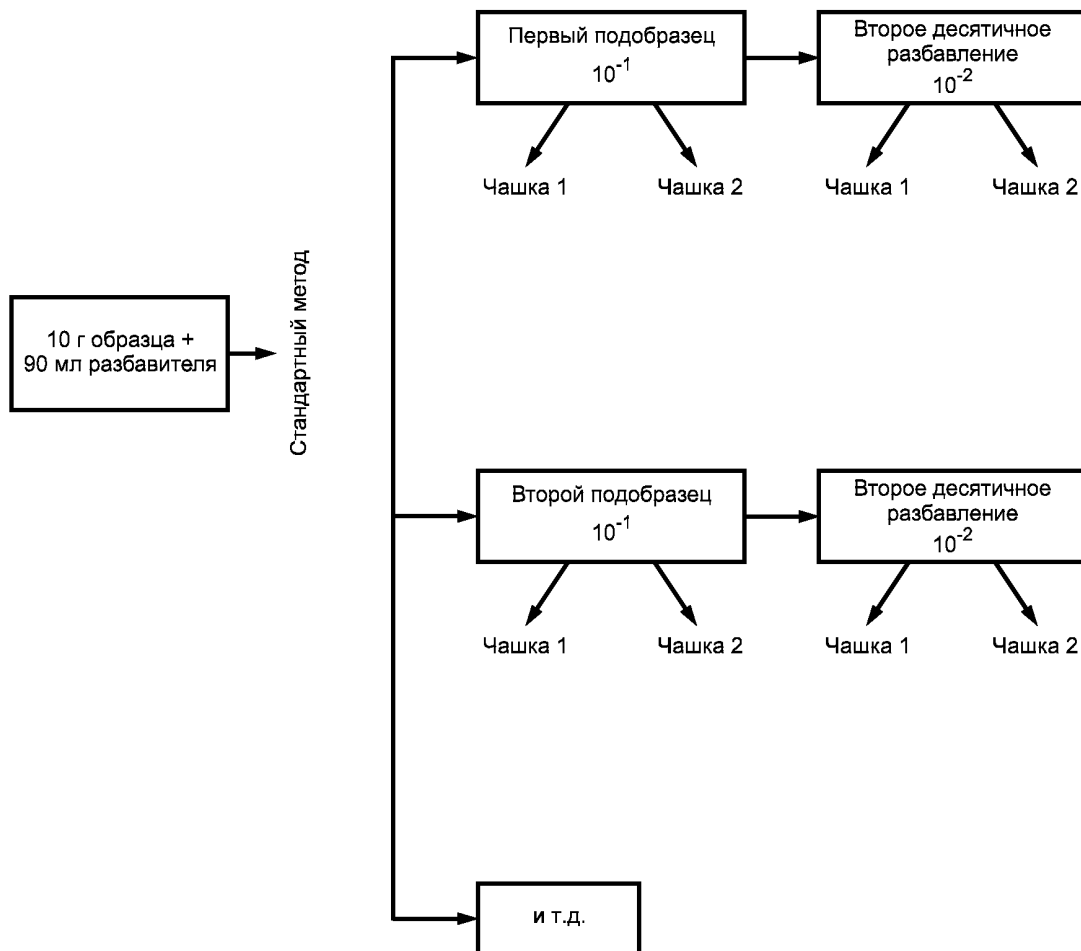 Первый подобразец
10⁻¹
Второе десятичное
разбавление
10⁻²
Чашка 1
Чашка 2
Чашка 1
Чашка 2
10 г образца +
90 мл разбавителя
Стандартный метод
Второй подобразец
10⁻¹
Второе десятичное
разбавление
10⁻²
Чашка 1
Чашка 2
Чашка 1
Чашка 2
и т.д.